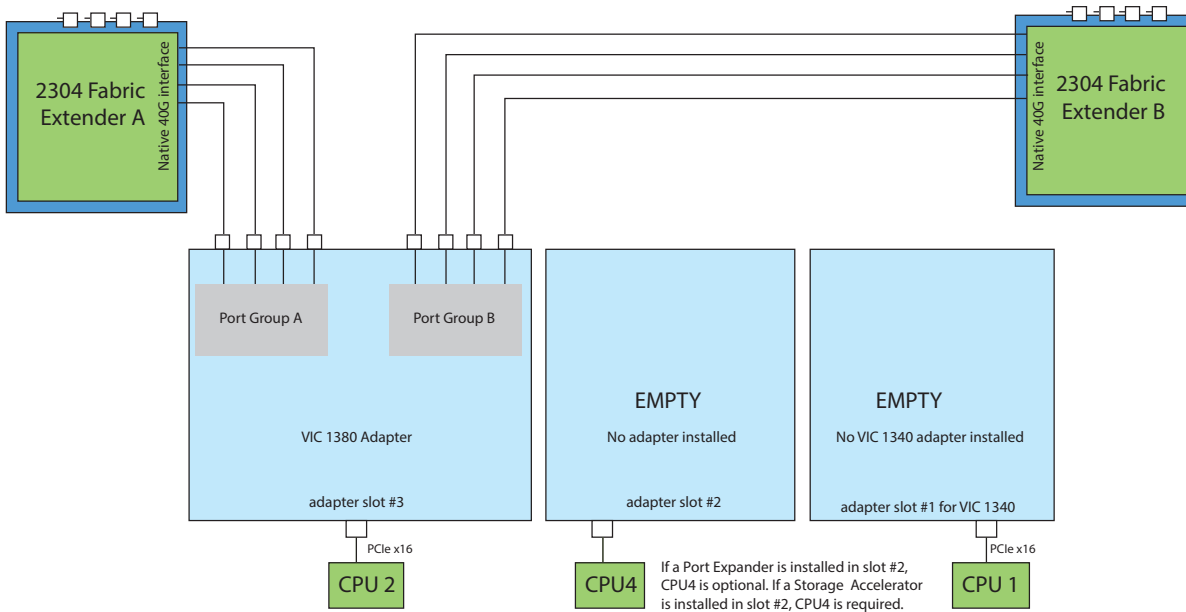 2304 Fabric
Extender A
Native 40G interface
Native 40G interface
2304 Fabric
Extender B
Port Group A
Port Group B
VIC 1380 Adapter
adapter slot #3
EMPTY
No adapter installed
adapter slot #2
EMPTY
No VIC 1340 adapter installed
adapter slot #1 for VIC 1340
PCIe x16
CPU 2
CPU4
If a Port Expander is installed in slot #2,
CPU4 is optional. If a Storage Accelerator
is installed in slot #2, CPU4 is required.
PCIe x16
CPU 1